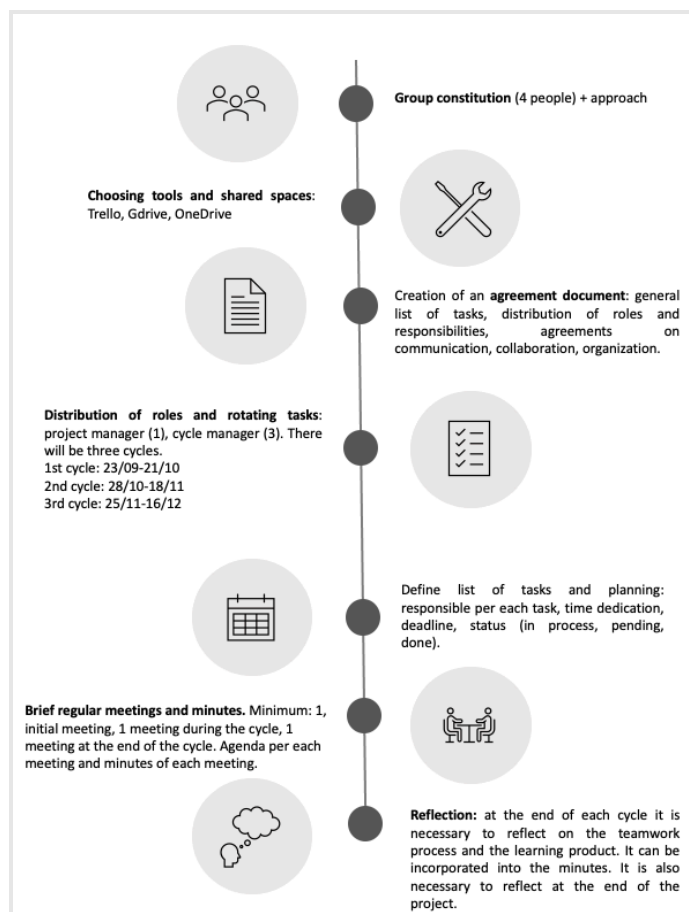 Group constitution (4 people) + approach
Choosing tools and shared spaces:
Trello, Gdrive, OneDrive
Creation of an agreement document: general
list of tasks, distribution of roles and
responsibilities, agreements on
communication, collaboration, organization.
Distribution of roles and rotating tasks:
project manager (1), cycle manager (3). There
will be three cycles.
1st cycle: 23/09-21/10
2nd cycle: 28/10-18/11
3rd cycle: 25/11-16/12
Define list of tasks and planning:
responsible per each task, time dedication,
deadline, status (in process, pending,
done).
Brief regular meetings and minutes. Minimum: 1,
initial meeting, 1 meeting during the cycle, 1
meeting at the end of the cycle. Agenda per each
meeting and minutes of each meeting.
Reflection: at the end of each cycle it is
necessary to reflect on the teamwork
process and the learning product. It can be
incorporated into the minutes. It is also
necessary to reflect at the end of the
project.